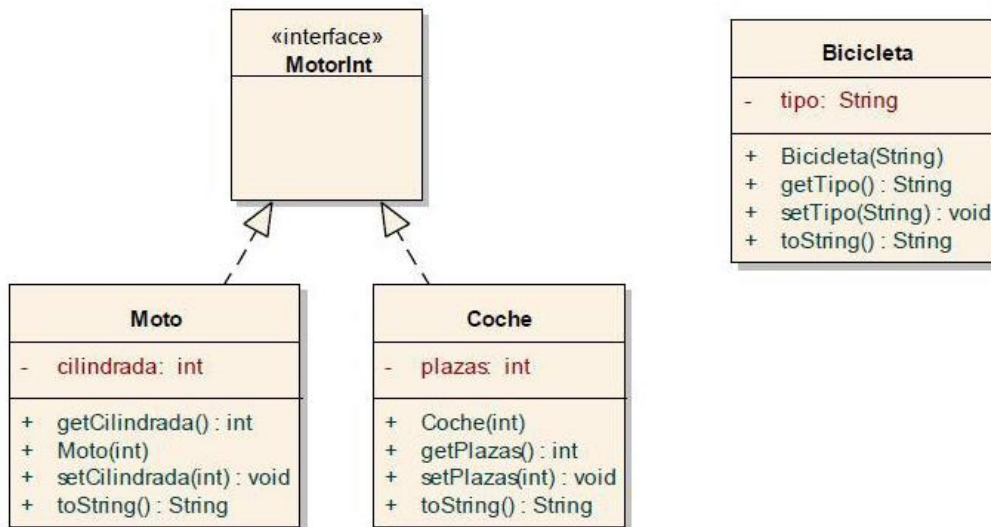 «interface»
MotorInt
Bicicleta
- tipo: String
+ Bicicleta(String)
+ getTipo() : String
+ setTipo(String) : void
+ toString() : String
Moto
- cilindrada: int
+ getCilindrada() : int
+ Moto(int)
+ setCilindrada(int) : void
+ toString() : String
Coche
- plazas: int
+ Coche(int)
+ getPlazas() : int
+ setPlazas(int) : void
+ toString() : String